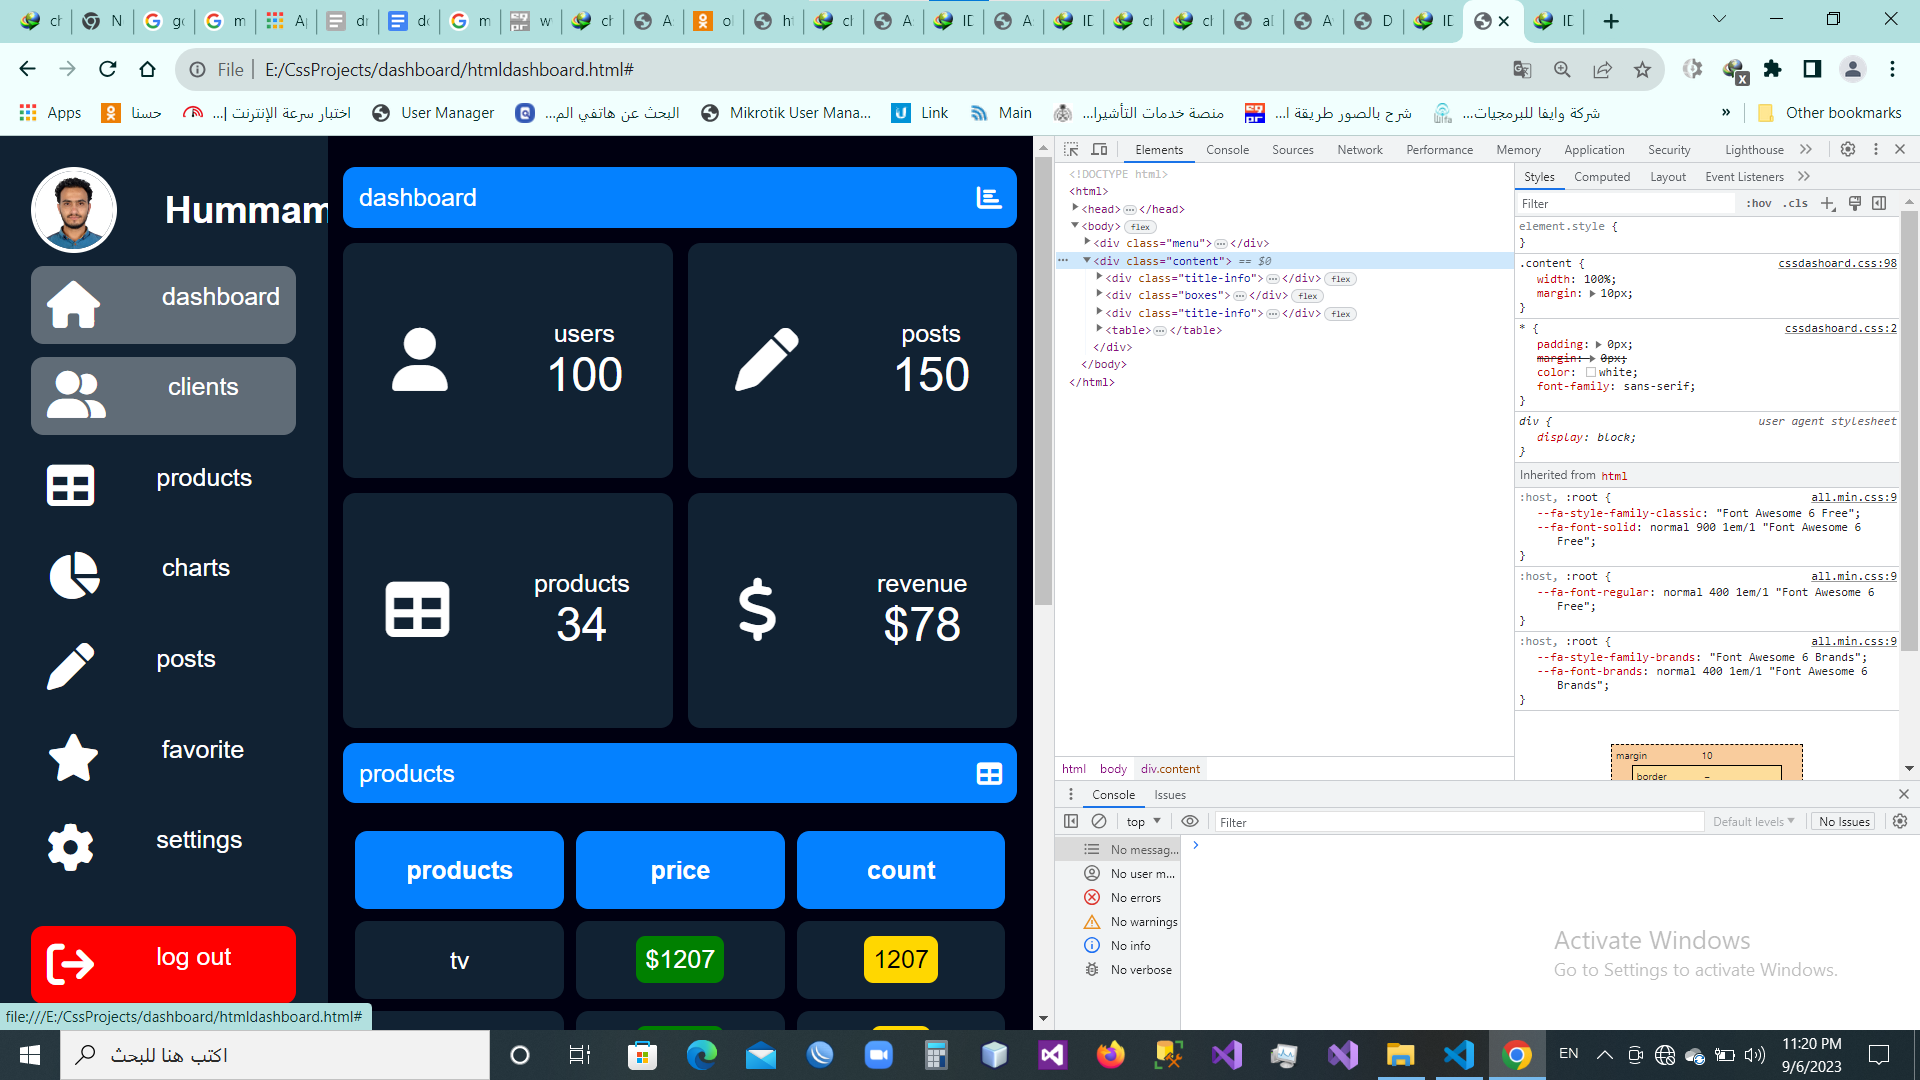 File
E:/CssProjects/dashboard/htmldashboard.html#
Apps
حسنا
اختبار سرعة الإنترنت |...
User Manager
البحث عن هاتفي الم...
Mikrotik User Mana...
Link
Main
منصة خدمات التأشيرا...
شرح بالصور طريقة ا...
شركة وايفا للبرمجيات...
»
Other bookmarks
Hummam
dashboard
clients
products
charts
posts
favorite
settings
log out
file:///E:/CssProjects/dashboard/htmldashboard.html#
dashboard
users
100
posts
150
products
34
revenue
$78
products
products price count
tv $1207 1207
Elements Console Sources Network Performance Memory Application Security Lighthouse
<!DOCTYPE html>
<html>
<head>…</head>
<body> flex
<div class="menu">…</div>
<div class="content"> == $0
<div class="title-info">…</div> flex
<div class="boxes">…</div> flex
<div class="title-info">…</div> flex
<table>…</table>
</div>
</body>
</html>
html body div.content
Styles Computed Layout Event Listeners
Filter :hov .cls
element.style {
}
.content { cssdashoard.css:98
width: 100%;
margin: 10px;
}
* { cssdashoard.css:2
padding: 0px;
margin: 0px;
color: white;
font-family: sans-serif;
}
div { user agent stylesheet
display: block;
}
Inherited from html
:host, :root { all.min.css:9
--fa-style-family-classic: "Font Awesome 6 Free";
--fa-font-solid: normal 900 1em/1 "Font Awesome 6
Free";
}
:host, :root { all.min.css:9
--fa-font-regular: normal 400 1em/1 "Font Awesome 6
Free";
}
:host, :root { all.min.css:9
--fa-style-family-brands: "Font Awesome 6 Brands";
--fa-font-brands: normal 400 1em/1 "Font Awesome 6
Brands";
}
margin 10
border –
Console Issues
top Filter Default levels No Issues
No messag...
No user m...
No errors
No warnings
No info
No verbose
Activate Windows
Go to Settings to activate Windows.
اكتب هنا للبحث
EN
11:20 PM
9/6/2023